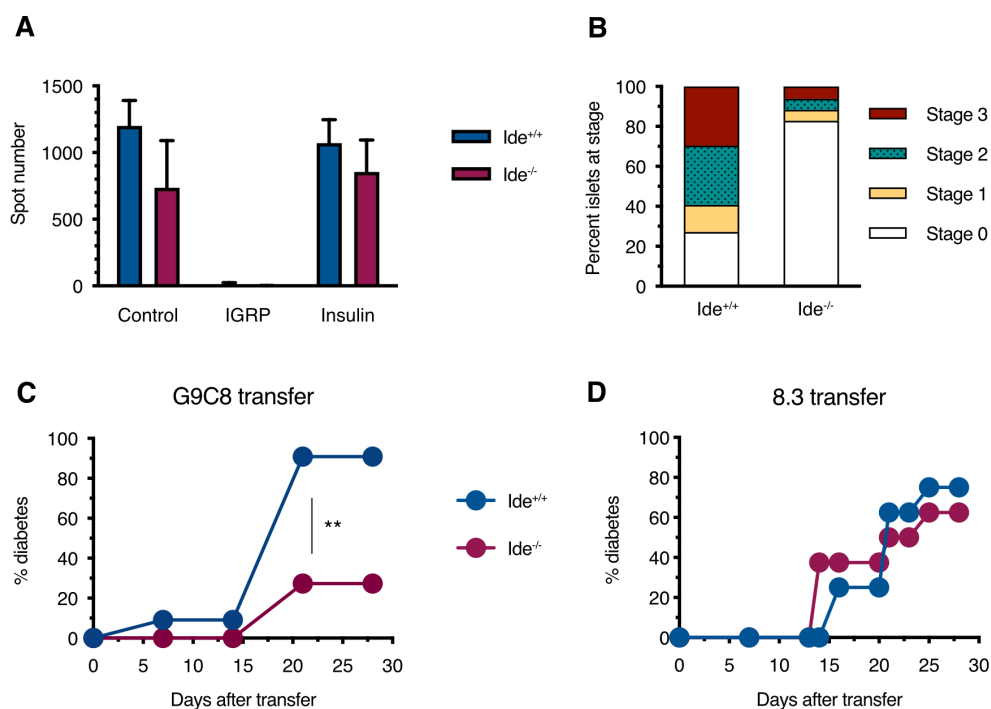 A
Spot number
1500
1000
500
0
Control
IGRP
Insulin
Ide+/+
Ide-/-
B
Percent islets at stage
100
80
60
40
20
0
Ide+/+
Ide-/-
Stage 3
Stage 2
Stage 1
Stage 0
C
G9C8 transfer
% diabetes
100
80
60
40
20
0
**
0 5 10 15 20 25 30
Days after transfer
Ide+/+
Ide-/-
D
8.3 transfer
% diabetes
100
80
60
40
20
0
0 5 10 15 20 25 30
Days after transfer